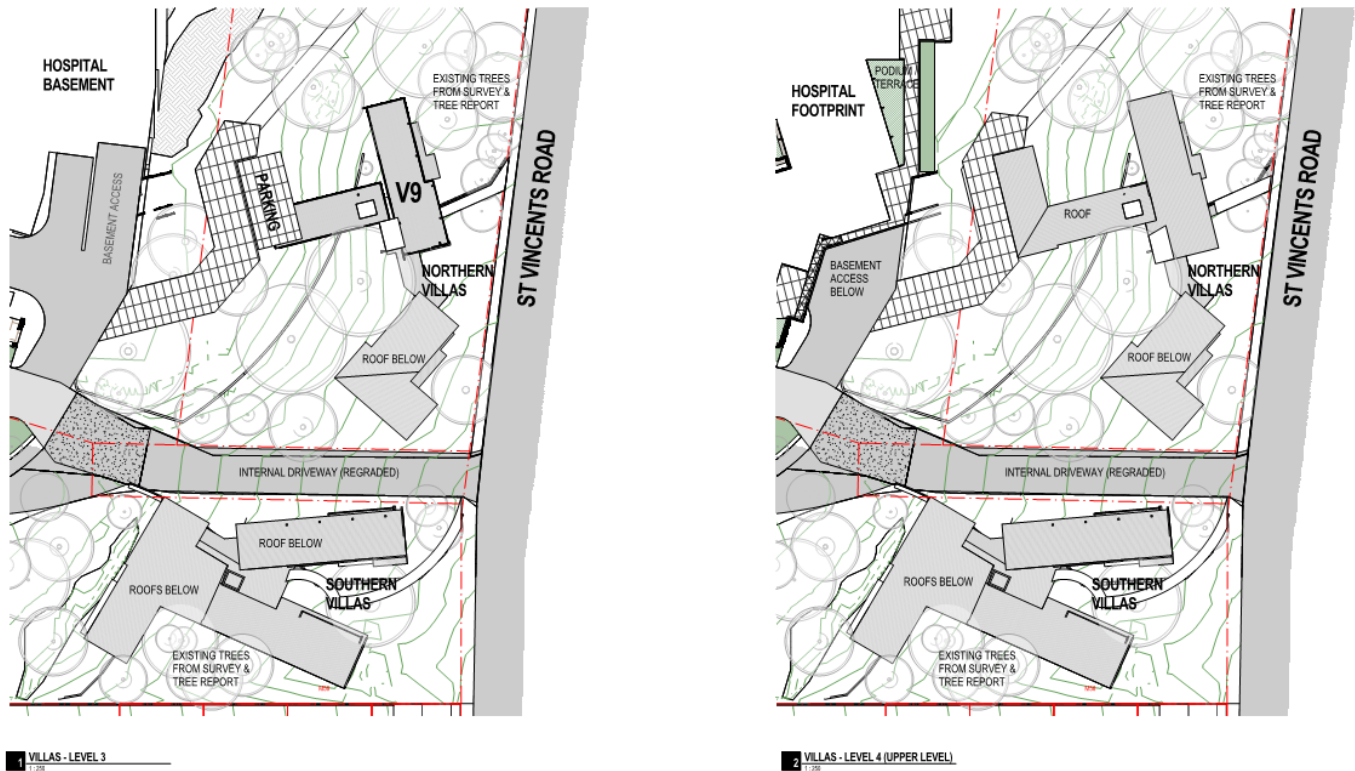 HOSPITAL
BASEMENT
EXISTING TREES
FROM SURVEY &
TREE REPORT
BASEMENT ACCESS
PARKING
V9
ST VINCENTS ROAD
NORTHERN
VILLAS
ROOF BELOW
INTERNAL DRIVEWAY (REGRADED)
ROOF BELOW
ROOFS BELOW
SOUTHERN
VILLAS
EXISTING TREES
FROM SURVEY &
TREE REPORT
1 VILLAS - LEVEL 3
1 : 250
HOSPITAL
FOOTPRINT
PODIUM /
TERRACE
EXISTING TREES
FROM SURVEY &
TREE REPORT
ROOF
BASEMENT
ACCESS
BELOW
ST VINCENTS ROAD
NORTHERN
VILLAS
ROOF BELOW
INTERNAL DRIVEWAY (REGRADED)
ROOFS BELOW
SOUTHERN
VILLAS
EXISTING TREES
FROM SURVEY &
TREE REPORT
2 VILLAS - LEVEL 4 (UPPER LEVEL)
1 : 250